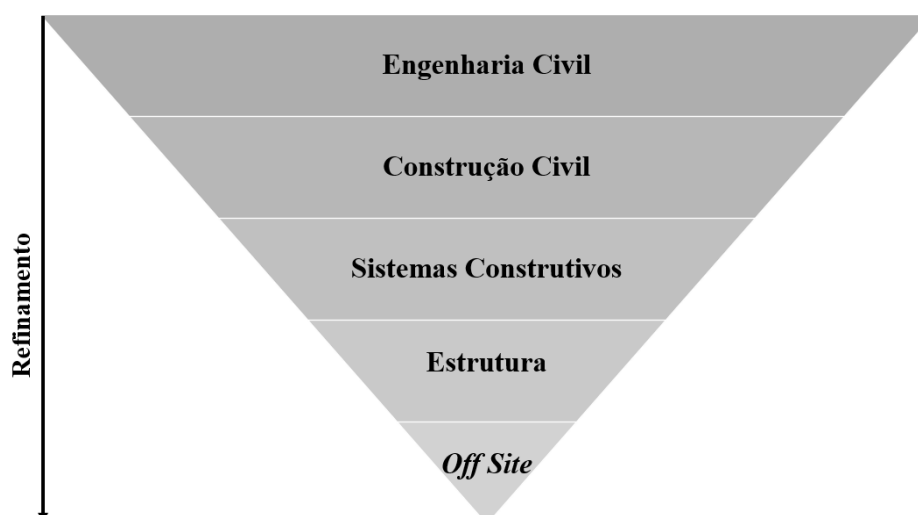 Engenharia Civil
Construção Civil
Sistemas Construtivos
Refinamento
Estrutura
Off Site